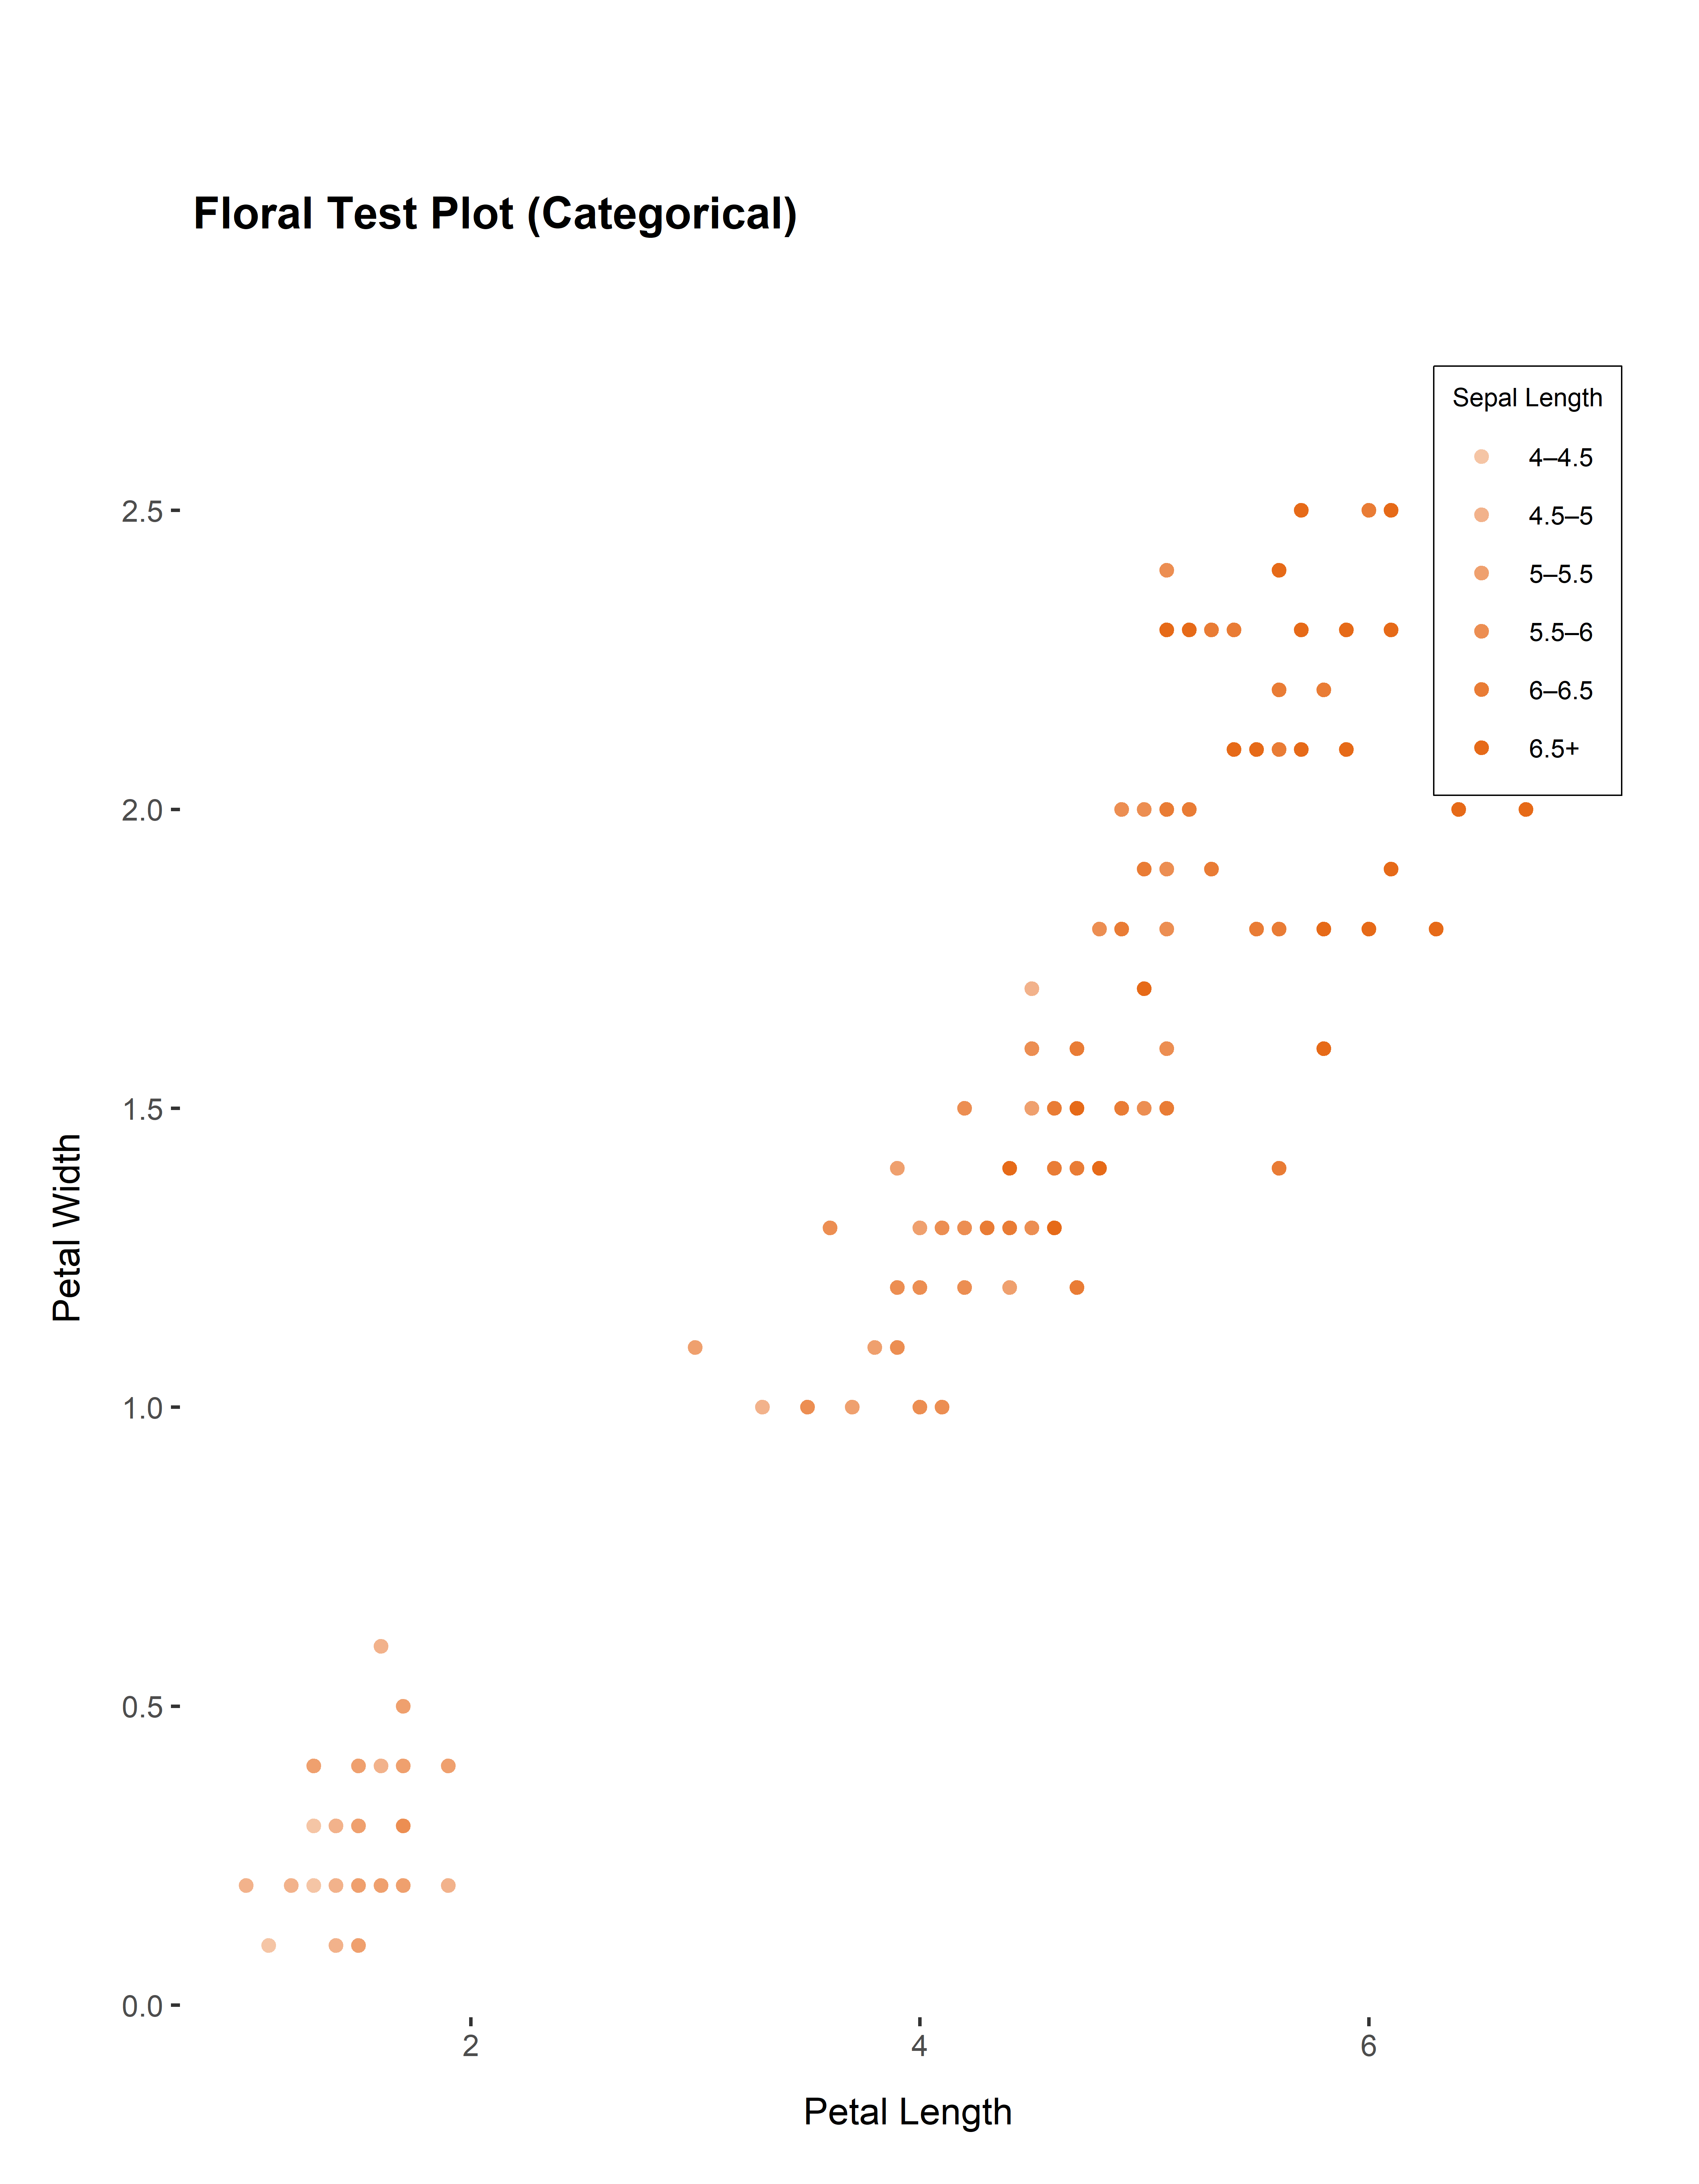 Floral Test Plot (Categorical)
Sepal Length
4–4.5
4.5–5
5–5.5
5.5–6
6–6.5
6.5+
2.5
2.0
1.5
1.0
0.5
0.0
Petal Width
2 4 6
Petal Length